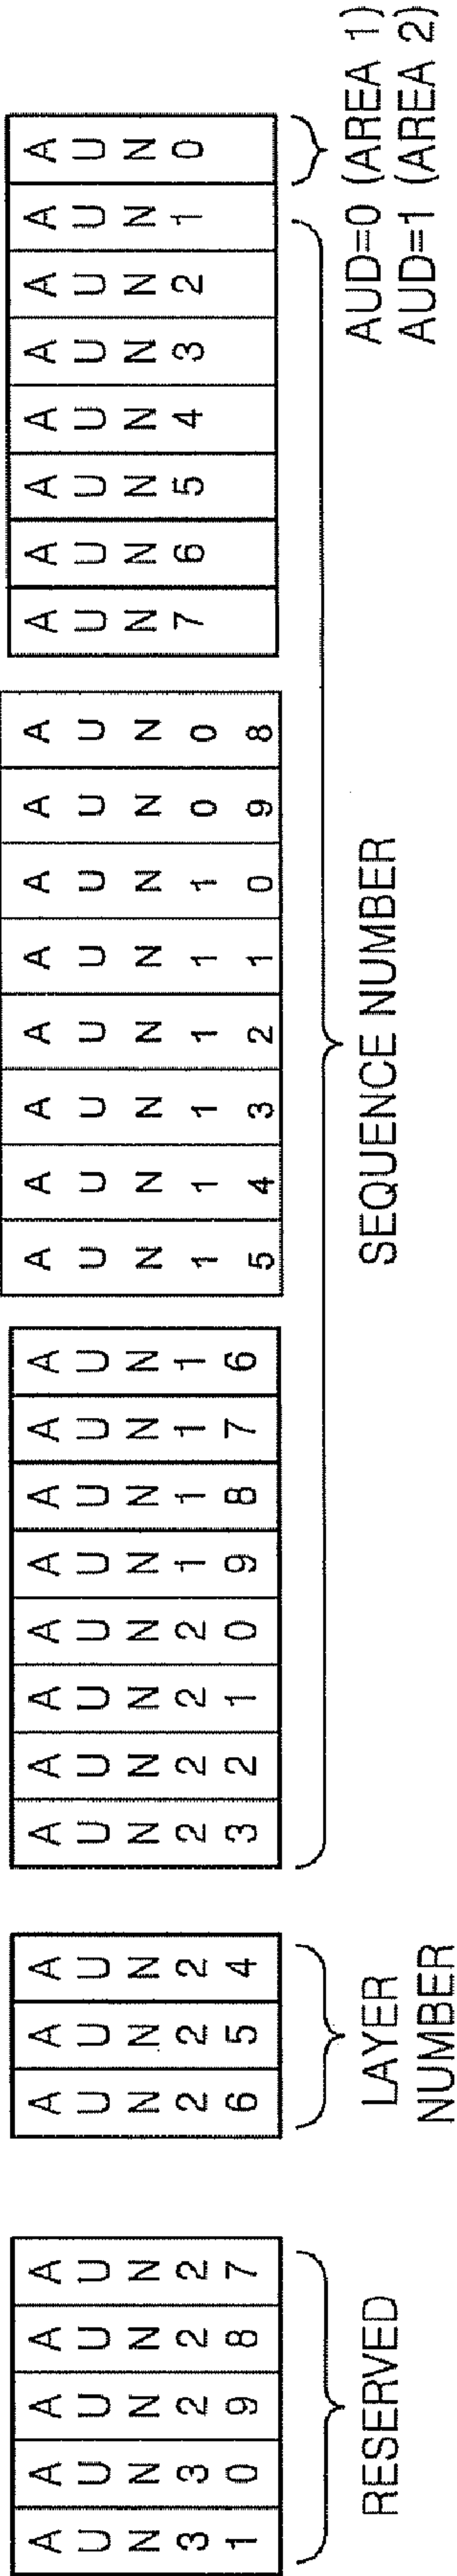 AUN31 AUN30 AUN29 AUN28 AUN27
AUN26 AUN25 AUN24
AUN23 AUN22 AUN21 AUN20 AUN19 AUN18 AUN17 AUN16
AUN15 AUN14 AUN13 AUN12 AUN11 AUN10 AUN09 AUN08
AUN7 AUN6 AUN5 AUN4 AUN3 AUN2 AUN1 AUN0
RESERVED
LAYER
NUMBER
SEQUENCE NUMBER
AUD=0 (AREA 1)
AUD=1 (AREA 2)